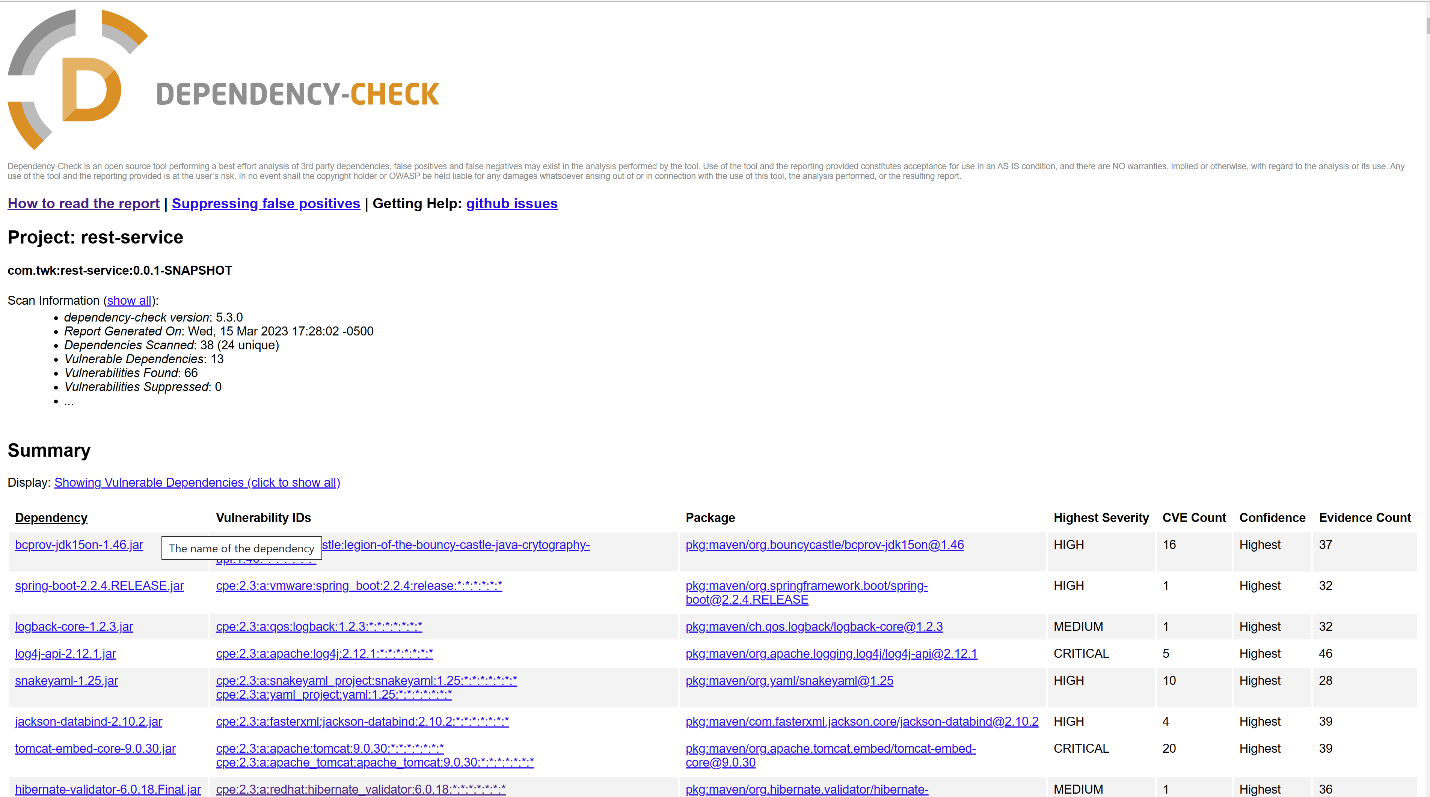 D
DEPENDENCY-CHECK
Dependency-Check is an open source tool performing a best effort analysis of 3rd party dependencies; false positives and false negatives may exist in the analysis performed by the tool. Use of the tool and the reporting provided constitutes acceptance for use in an AS IS condition, and there are NO warranties, implied or otherwise, with regard to the analysis or its use. Any
use of the tool and the reporting provided is at the user's risk. In no event shall the copyright holder or OWASP be held liable for any damages whatsoever arising out of or in connection with the use of this tool, the analysis performed, or the resulting report.
How to read the report | Suppressing false positives | Getting Help: github issues
Project: rest-service
com.twk:rest-service:0.0.1-SNAPSHOT
Scan Information (show all):
• dependency-check version: 5.3.0
• Report Generated On: Wed, 15 Mar 2023 17:28:02 -0500
• Dependencies Scanned: 38 (24 unique)
• Vulnerable Dependencies: 13
• Vulnerabilities Found: 66
• Vulnerabilities Suppressed: 0
• ...
Summary
Display: Showing Vulnerable Dependencies (click to show all)
Dependency Vulnerability IDs Package Highest Severity CVE Count Confidence Evidence Count
bcprov-jdk15on-1.46.jar The name of the dependency stle:legion-of-the-bouncy-castle-java-crytography- pkg:maven/org.bouncycastle/bcprov-jdk15on@1.46 HIGH 16 Highest 37
spring-boot-2.2.4.RELEASE.jar cpe:2.3:a:vmware:spring_boot:2.2.4:release:*:*:*:*:*:* pkg:maven/org.springframework.boot/spring- HIGH 1 Highest 32
boot@2.2.4.RELEASE
logback-core-1.2.3.jar cpe:2.3:a:qos:logback:1.2.3:*:*:*:*:*:*:* pkg:maven/ch.qos.logback/logback-core@1.2.3 MEDIUM 1 Highest 32
log4j-api-2.12.1.jar cpe:2.3:a:apache:log4j:2.12.1:*:*:*:*:*:*:* pkg:maven/org.apache.logging.log4j/log4j-api@2.12.1 CRITICAL 5 Highest 46
snakeyaml-1.25.jar cpe:2.3:a:snakeyaml_project:snakeyaml:1.25:*:*:*:*:*:*:* pkg:maven/org.yaml/snakeyaml@1.25 HIGH 10 Highest 28
cpe:2.3:a:yaml_project:yaml:1.25:*:*:*:*:*:*:*
jackson-databind-2.10.2.jar cpe:2.3:a:fasterxml:jackson-databind:2.10.2:*:*:*:*:*:*:* pkg:maven/com.fasterxml.jackson.core/jackson-databind@2.10.2 HIGH 4 Highest 39
tomcat-embed-core-9.0.30.jar cpe:2.3:a:apache:tomcat:9.0.30:*:*:*:*:*:*:* pkg:maven/org.apache.tomcat.embed/tomcat-embed- CRITICAL 20 Highest 39
cpe:2.3:a:apache_tomcat:apache_tomcat:9.0.30:*:*:*:*:*:*:* core@9.0.30
hibernate-validator-6.0.18.Final.jar cpe:2.3:a:redhat:hibernate_validator:6.0.18:*:*:*:*:*:*:* pkg:maven/org.hibernate.validator/hibernate- MEDIUM 1 Highest 36